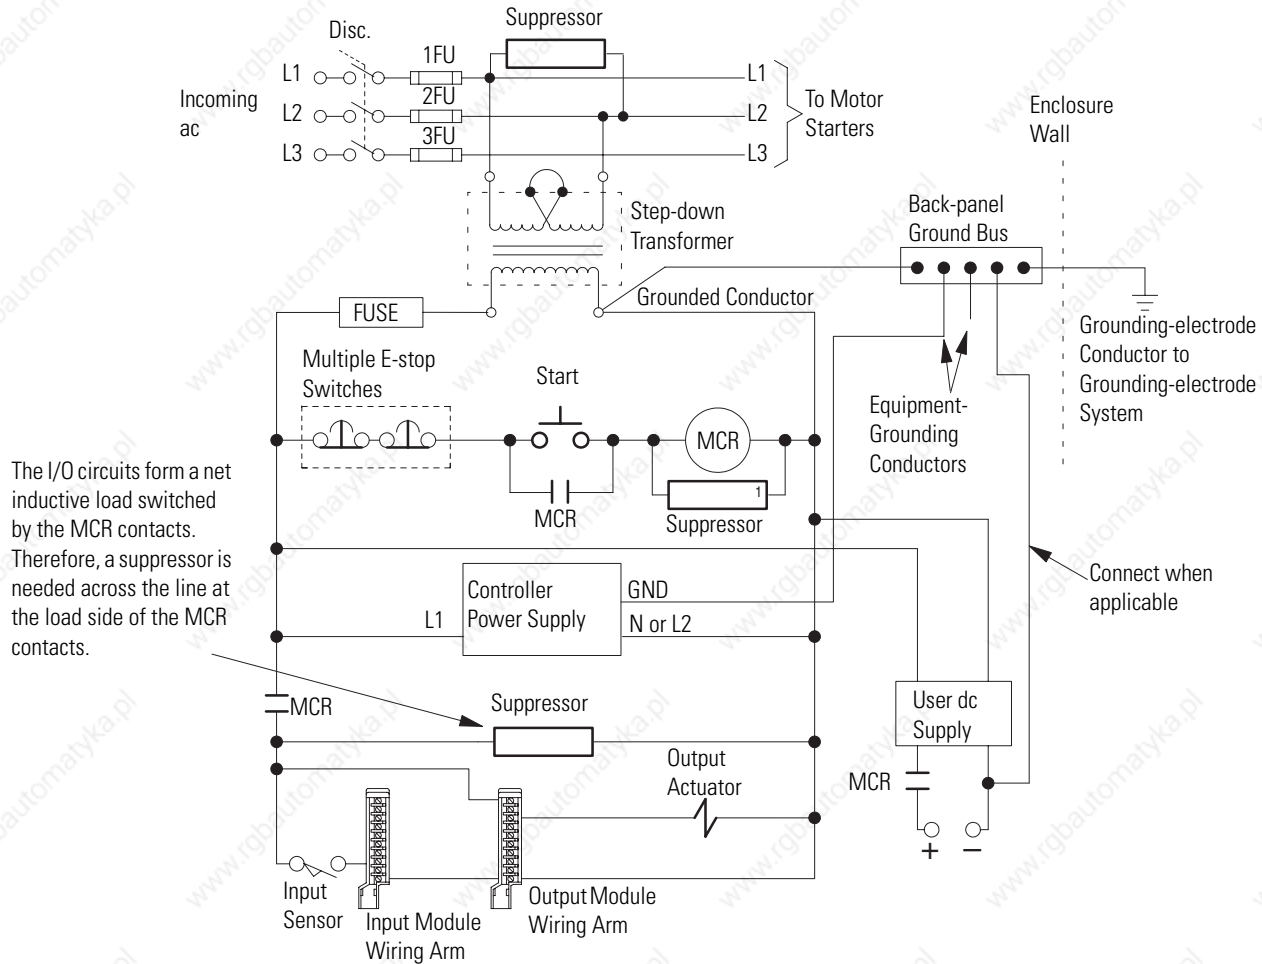 Suppressor
Disc.
1FU
L1
L1
Incoming
ac
2FU
L2
L2
To Motor
Starters
3FU
L3
L3
Enclosure
Wall
Step-down
Transformer
Back-panel
Ground Bus
Grounded Conductor
FUSE
Grounding-electrode
Conductor to
Grounding-electrode
System
Multiple E-stop
Switches
Start
MCR
Equipment-
Grounding
Conductors
MCR
1
Suppressor
The I/O circuits form a net
inductive load switched
by the MCR contacts.
Therefore, a suppressor is
needed across the line at
the load side of the MCR
contacts.
Controller
Power Supply
GND
L1
N or L2
Connect when
applicable
MCR
Suppressor
User dc
Supply
Output
Actuator
MCR
+
−
Input
Sensor
Input Module
Wiring Arm
Output Module
Wiring Arm
www.rgbautomatyka.pl